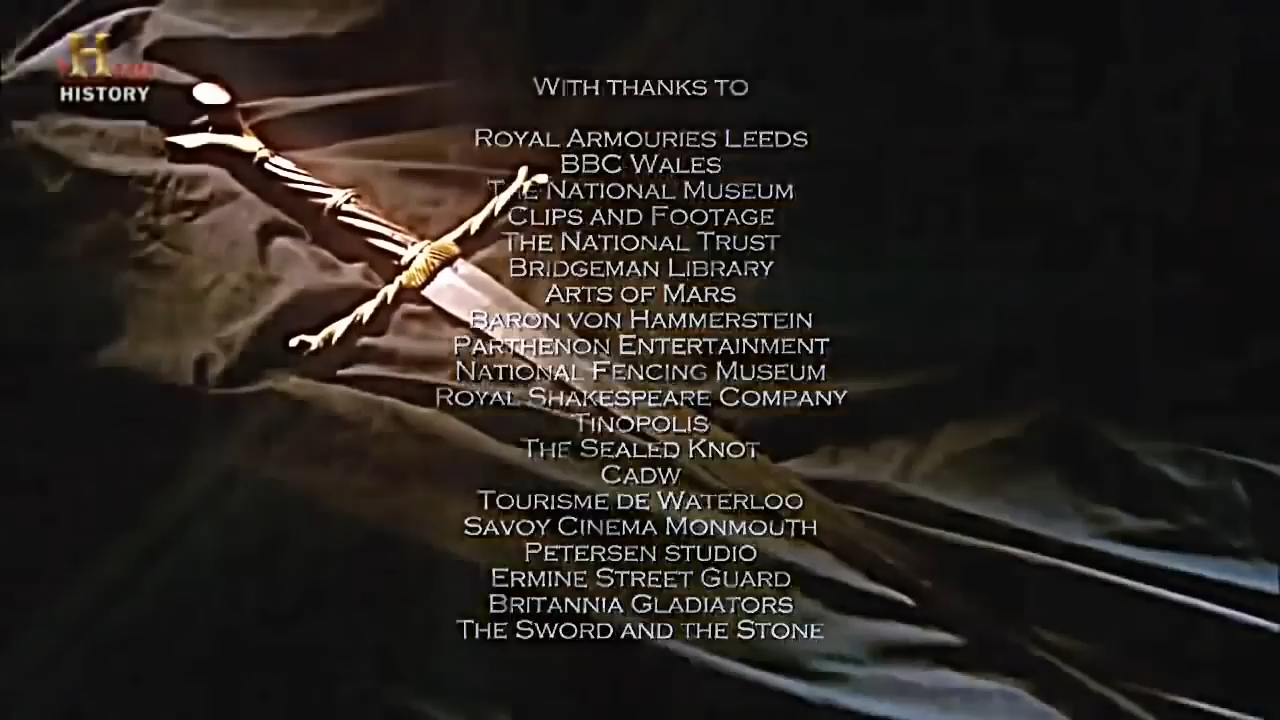 H
HISTORY
WITH THANKS TO
ROYAL ARMOURIES LEEDS
BBC WALES
THE NATIONAL MUSEUM
CLIPS AND FOOTAGE
THE NATIONAL TRUST
BRIDGEMAN LIBRARY
ARTS OF MARS
BARON VON HAMMERSTEIN
PARTHENON ENTERTAINMENT
NATIONAL FENCING MUSEUM
ROYAL SHAKESPEARE COMPANY
TINOPOLIS
THE SEALED KNOT
CADW
TOURISME DE WATERLOO
SAVOY CINEMA MONMOUTH
PETERSEN STUDIO
ERMINE STREET GUARD
BRITANNIA GLADIATORS
THE SWORD AND THE STONE